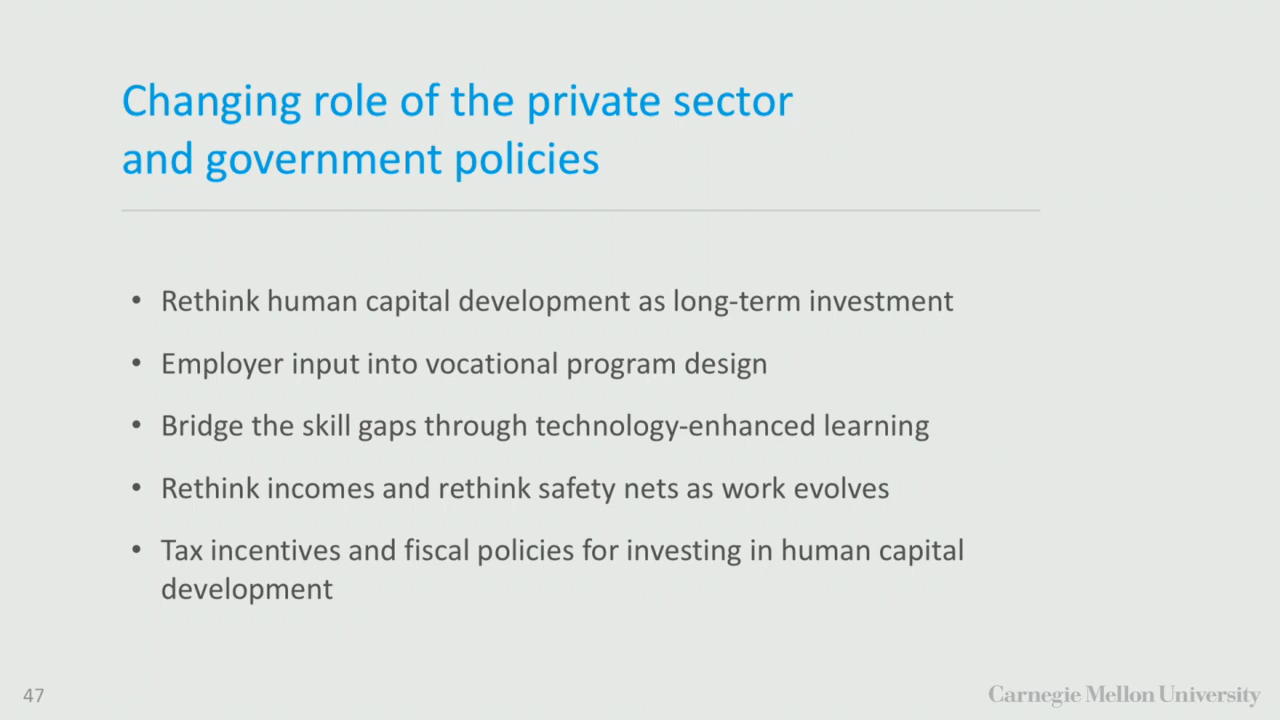 Changing role of the private sector
and government policies
• Rethink human capital development as long-term investment
• Employer input into vocational program design
• Bridge the skill gaps through technology-enhanced learning
• Rethink incomes and rethink safety nets as work evolves
• Tax incentives and fiscal policies for investing in human capital
development
47
Carnegie Mellon University